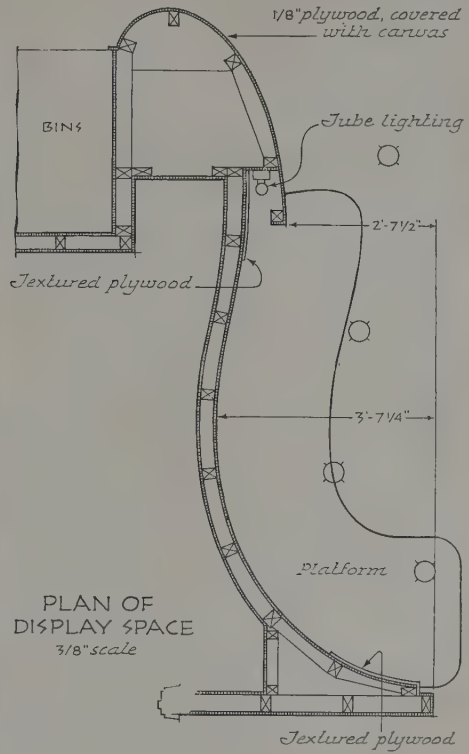 1/8" plywood, covered
with canvas
BINS
Tube lighting
2'-7 1/2"
Textured plywood
3'-7 1/4"
Platform
PLAN OF
DISPLAY SPACE
3/8" scale
Textured plywood